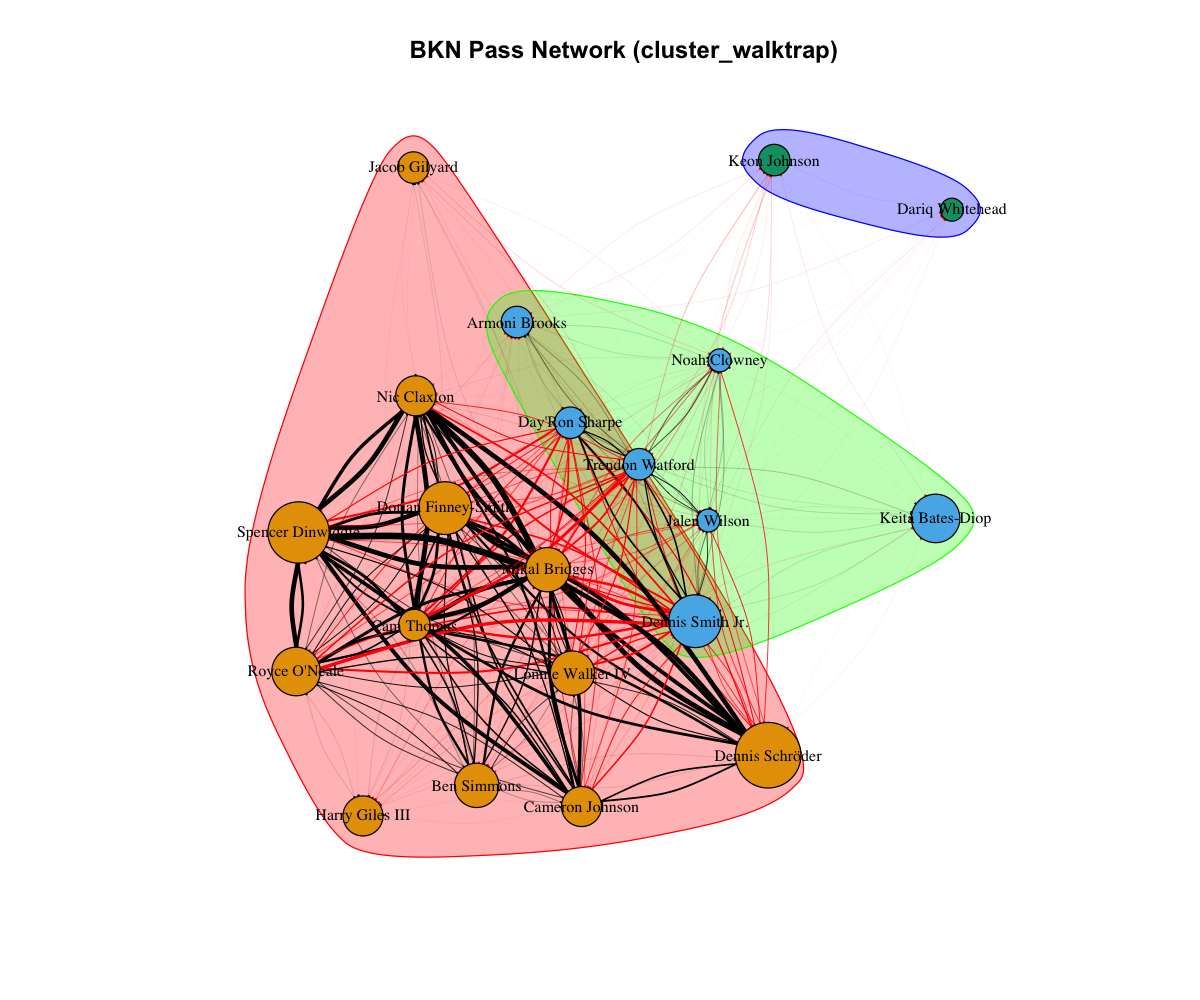 BKN Pass Network (cluster_walktrap)
Keon Johnson
Jacob Gilyard
Dariq Whitehead
Armoni Brooks
Noah Clowney
Nic Claxton
Day'Ron Sharpe
Trendon Watford
Dorian Finney-Smith
Keita Bates-Diop
Jalen Wilson
Spencer Dinwiddie
Mikal Bridges
Dennis Smith Jr.
Cam Thomas
Royce O'Neale
Lonnie Walker IV
Dennis Schröder
Ben Simmons
Cameron Johnson
Harry Giles III